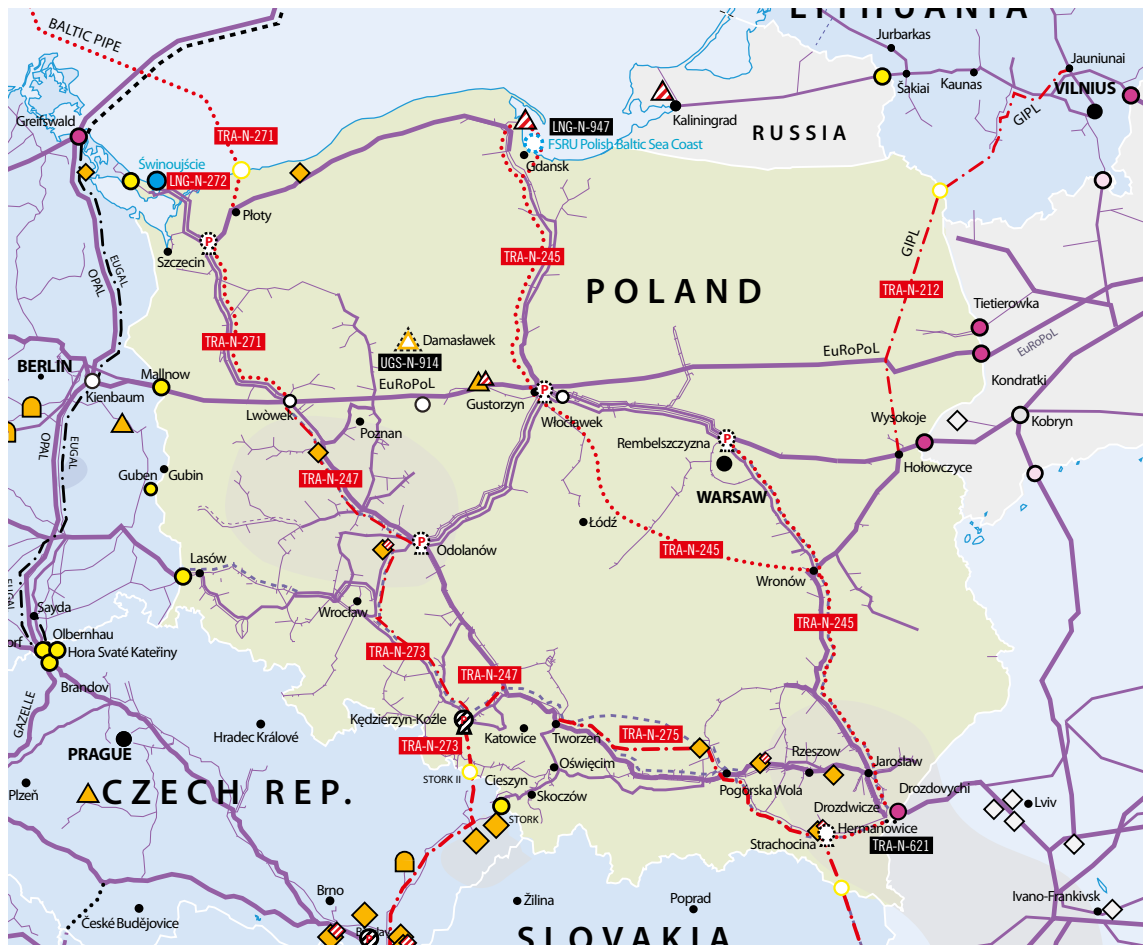 LITHUANIA
BALTIC PIPE
Jurbarkas
Jauniunai
Šakiai
Kaunas
VILNIUS
Greifswald
TRA-N-271
LNG-N-947
Kaliningrad
GIPL
RUSSIA
FSRU Polish Baltic Sea Coast
Świnoujście
LNG-N-272
Gdansk
Płoty
Szczecin
EUGAL
OPAL
TRA-N-245
GIPL
POLAND
TRA-N-212
Tietierowka
TRA-N-271
Damasławek
EuRoPoL
EuRoPoL
UGS-N-914
BERLIN
Mallnow
EuRoPoL
Kondratki
Kienbaum
Gustorzyn
Lwòwek
Włocławek
Wysokoje
Kobryn
Poznan
Rembelszczyzna
OPAL
EUGAL
Guben
Gubin
TRA-N-247
WARSAW
Hołowczyce
Łódź
Odolanów
TRA-N-245
Lasów
Wronów
Wrocław
Sayda
TRA-N-245
Olbernhau
Hora Svaté Kateřiny
TRA-N-273
Brandov
TRA-N-247
GAZELLE
Kędzierzyn-Koźle
Hradec Králové
PRAGUE
TRA-N-273
Katowice
Tworzeń
TRA-N-275
Rzeszow
Oświęcim
Jarosław
STORK II
Cieszyn
Plzeň
CZECH REP.
Pogórska Wola
Drozdovychi
Skoczów
Drozdwicze
Lviv
STORK
Hermanowice
Strachocina
TRA-N-621
Brno
Žilina
Poprad
Ivano-Frankivsk
České Budějovice
SLOVAKIA